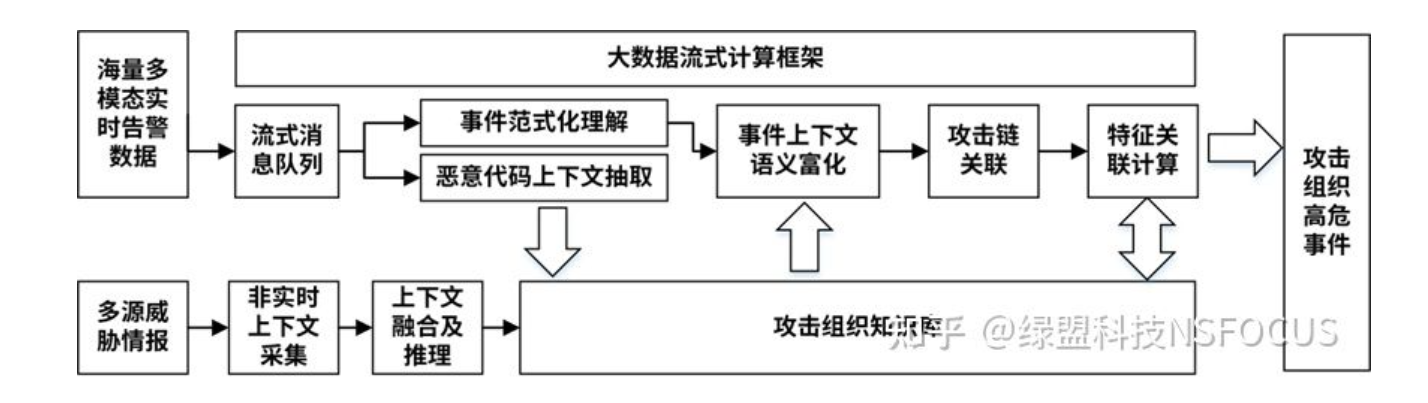 海量多
模态实
时告警
数据
大数据流式计算框架
流式消
息队列
事件范式化理解
恶意代码上下文抽取
事件上下文
语义富化
攻击链
关联
特征关
联计算
攻击
组织
高危
事件
多源威
胁情报
非实时
上下文
采集
上下文
融合及
推理
攻击组织知识库
知乎 @绿盟科技NSFOCUS